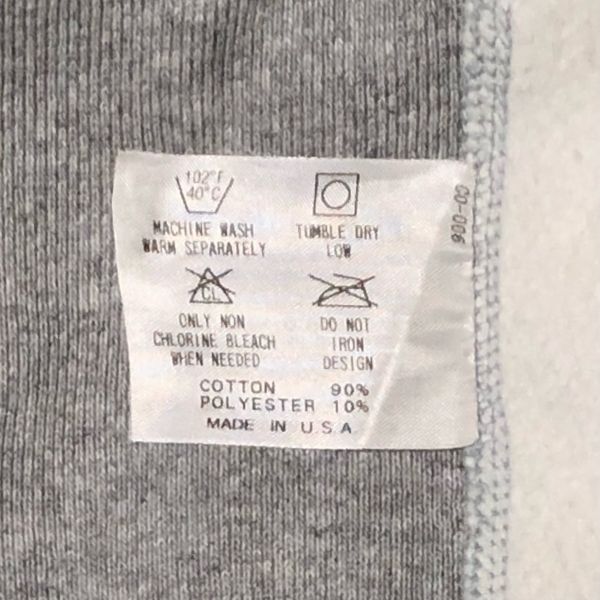 102°F
40°C
MACHINE WASH
WARM SEPARATELY
TUMBLE DRY
LOW
CL
ONLY NON
CHLORINE BLEACH
WHEN NEEDED
DO NOT
IRON
DESIGN
COTTON 90%
POLYESTER 10%
MADE IN U.S.A
900-00